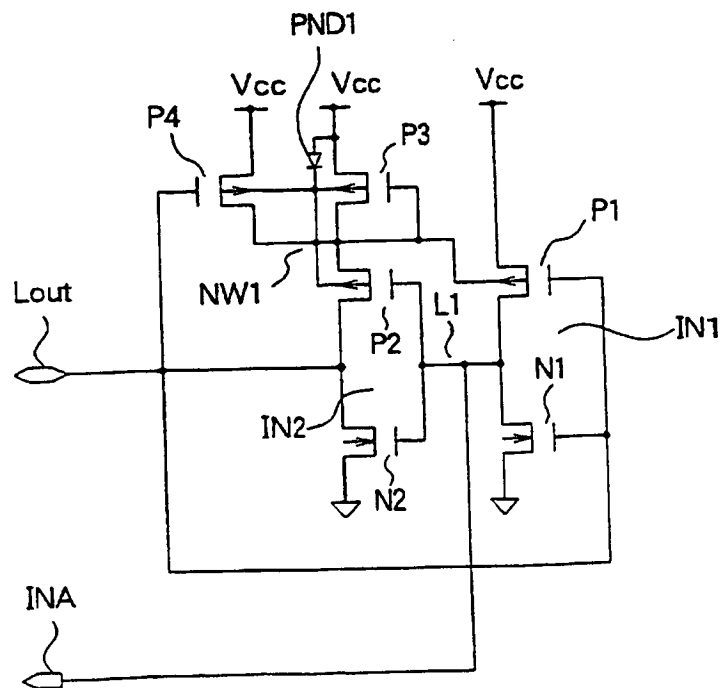 PND1
Vcc
Vcc
Vcc
P4
P3
P1
Lout
NW1
P2
L1
IN1
N1
IN2
N2
INA